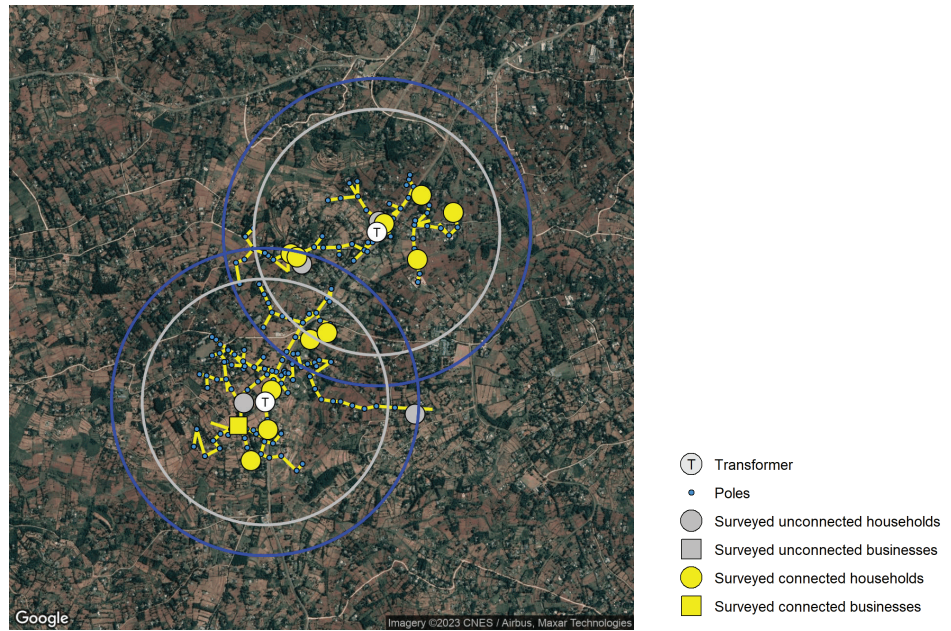 T
T
Google
Imagery ©2023 CNES / Airbus, Maxar Technologies
T
Transformer
Poles
Surveyed unconnected households
Surveyed unconnected businesses
Surveyed connected households
Surveyed connected businesses